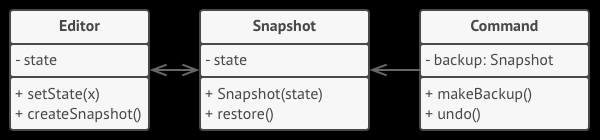 Editor
- state
+ setState(x)
+ createSnapshot()
Snapshot
- state
+ Snapshot(state)
+ restore()
Command
- backup: Snapshot
+ makeBackup()
+ undo()